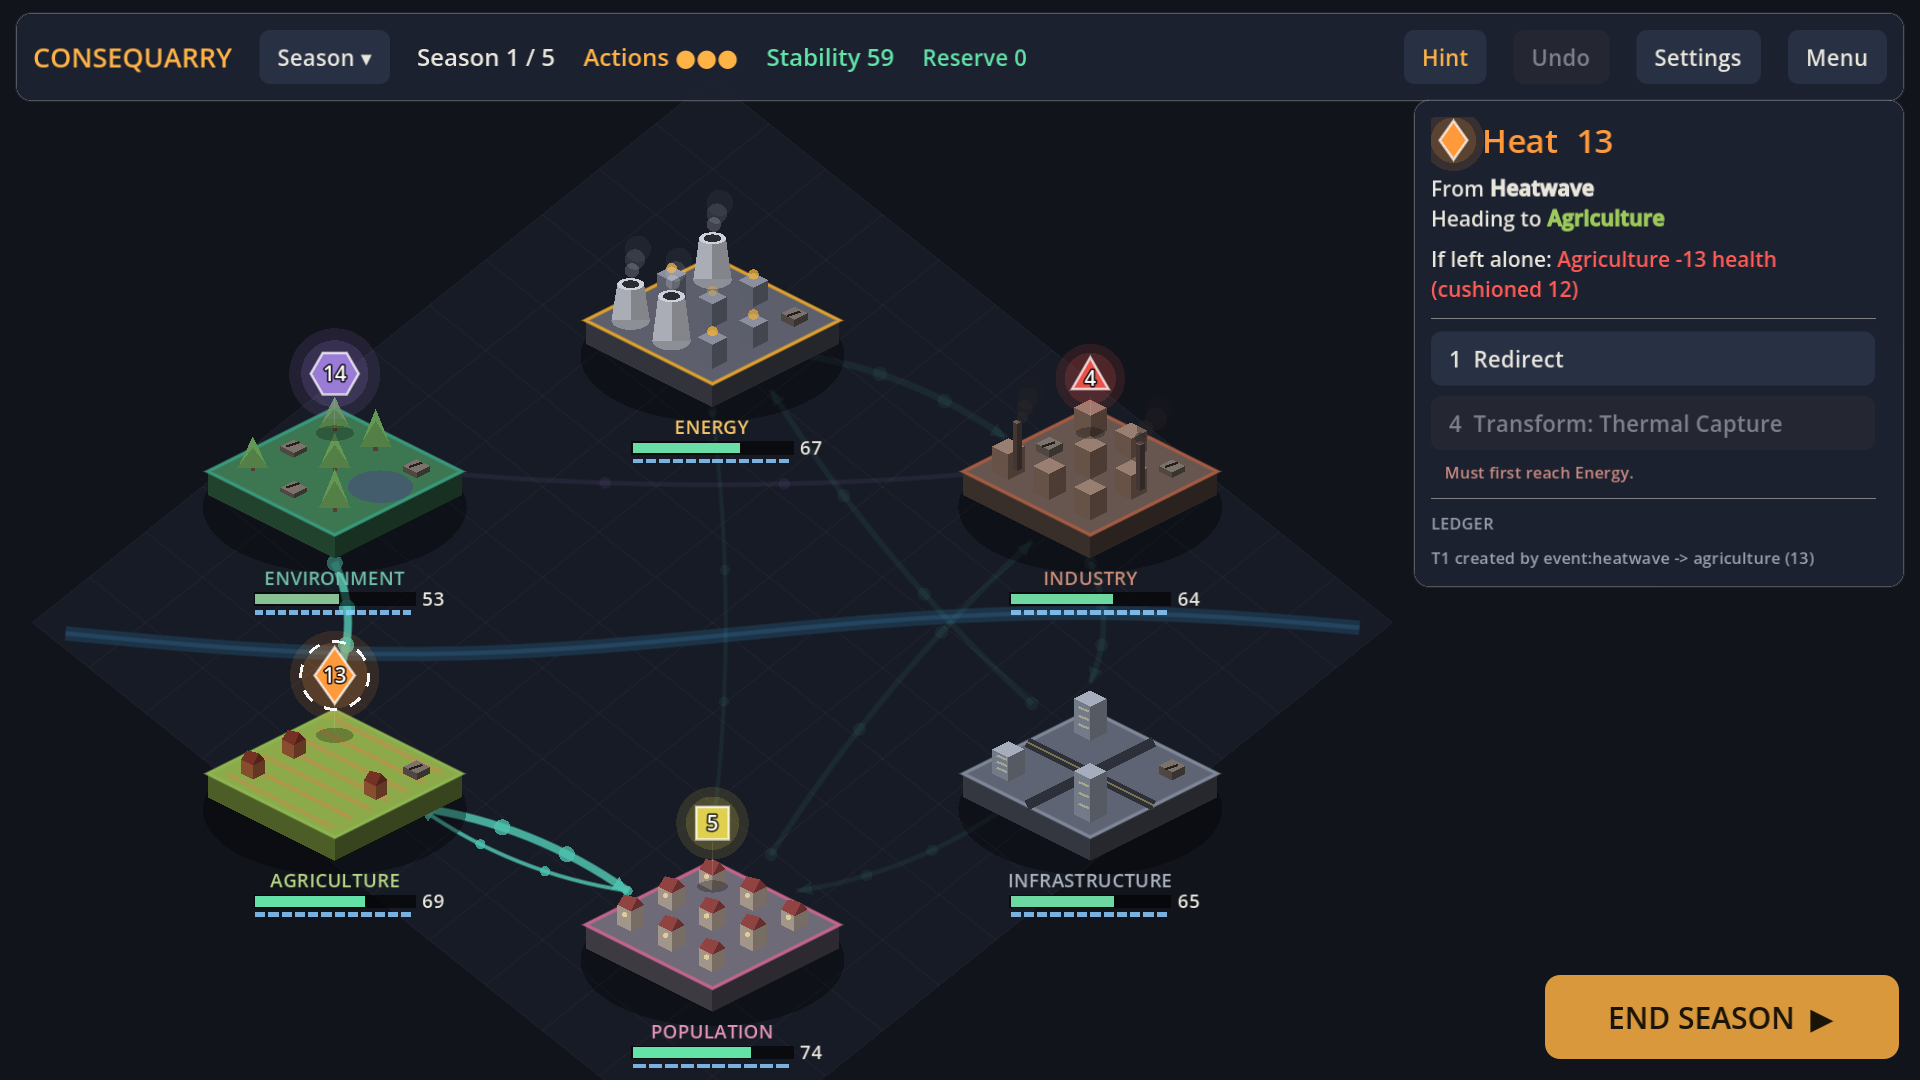 CONSEQUARRY
Season ▾
Season 1 / 5
Actions
Stability 59
Reserve 0
Hint
Undo
Settings
Menu
Heat 13
From Heatwave
Heading to Agriculture
If left alone: Agriculture -13 health
(cushioned 12)
1 Redirect
4 Transform: Thermal Capture
Must first reach Energy.
LEDGER
T1 created by event:heatwave -> agriculture (13)
ENERGY
67
14
4
ENVIRONMENT
53
INDUSTRY
64
13
5
AGRICULTURE
69
INFRASTRUCTURE
65
POPULATION
74
END SEASON ▶